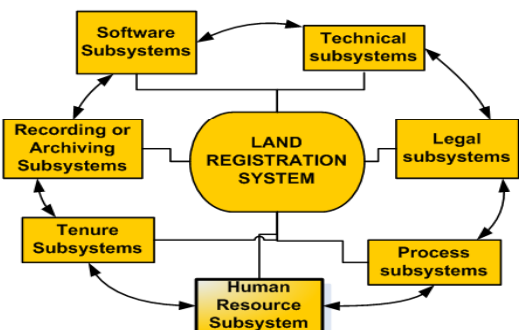 Software
Subsystems
Technical
subsystems
Recording or
Archiving
Subsystems
LAND
REGISTRATION
SYSTEM
Legal
subsystems
Tenure
Subsystems
Process
subsystems
Human
Resource
Subsystem